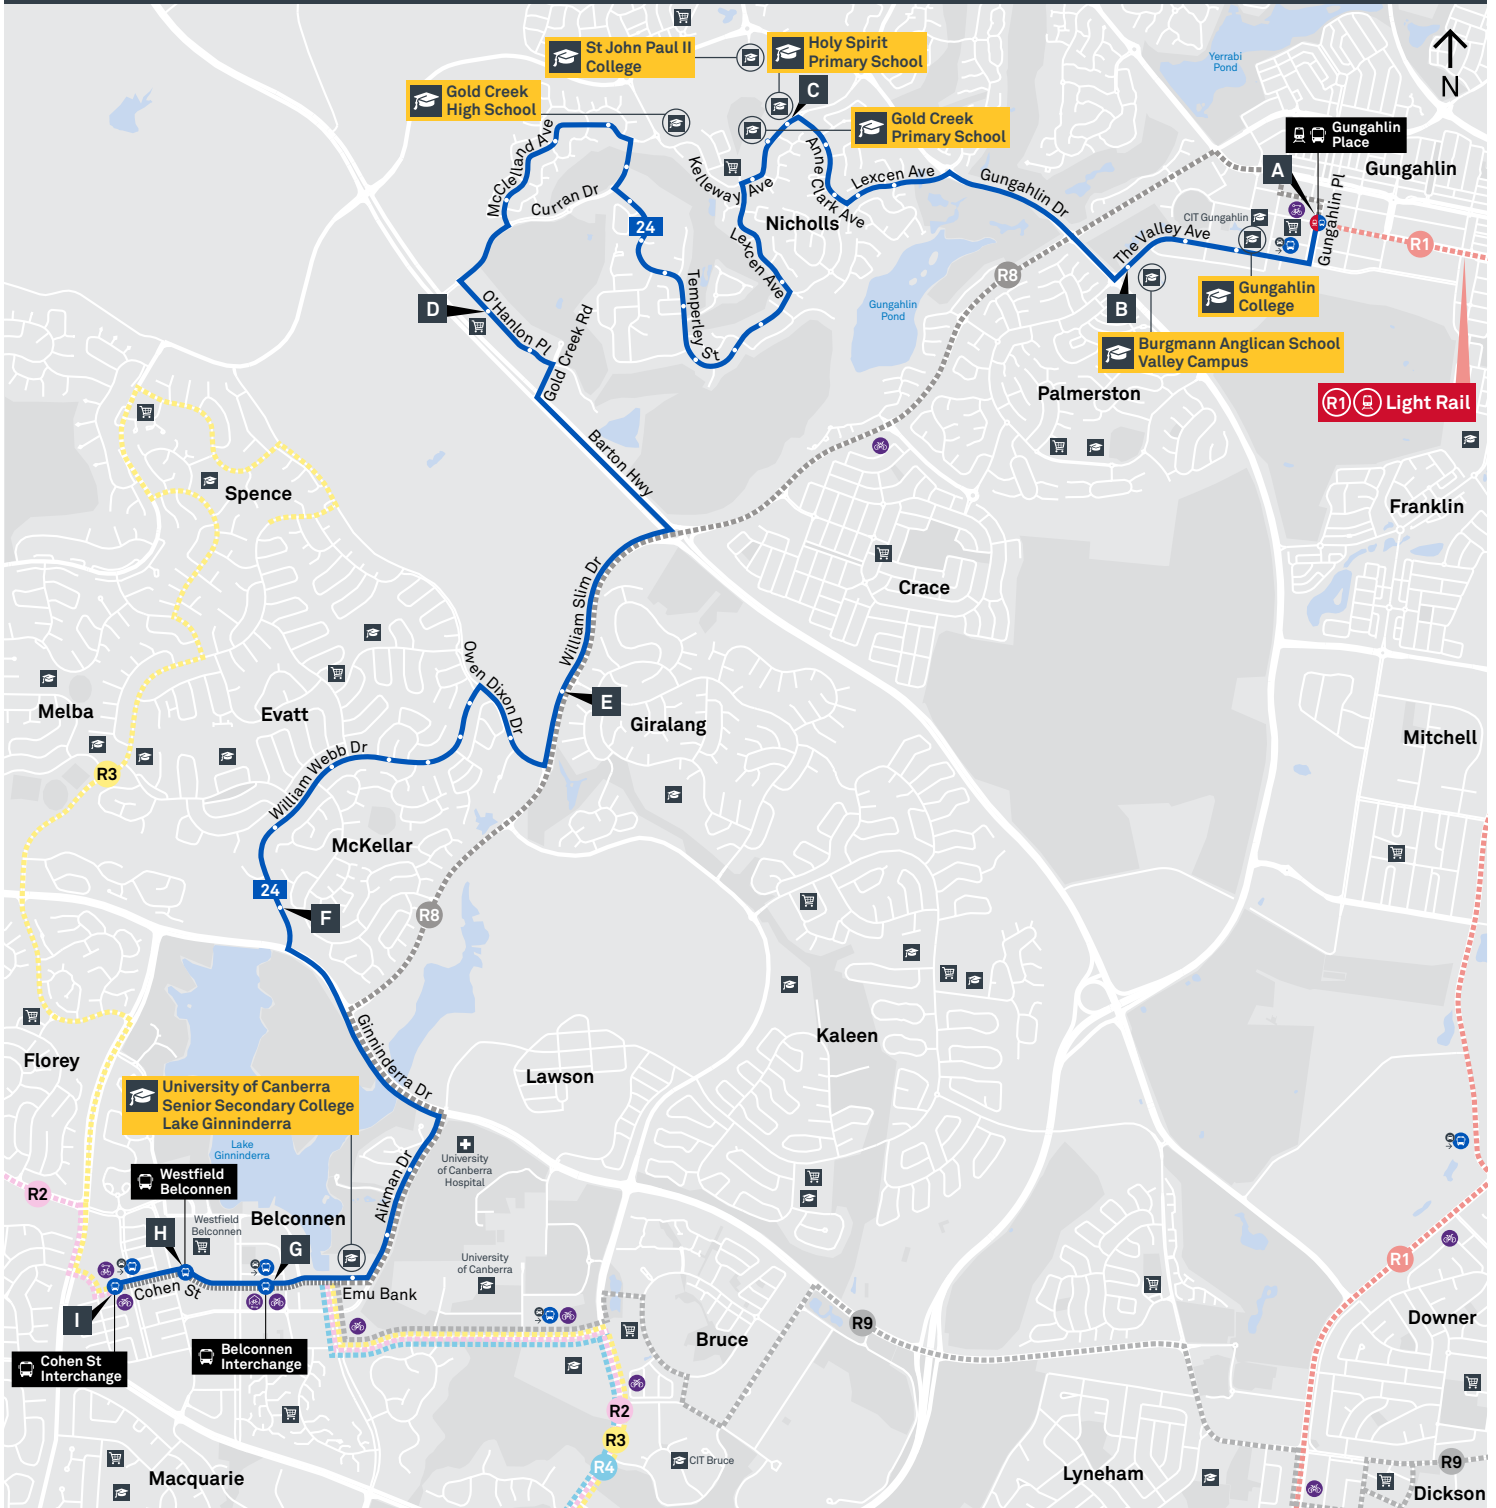 St John Paul II
College
Holy Spirit
Primary School
Gold Creek
High School
C
Gold Creek
Primary School
Yerrabi
Pond
N
Gungahlin
Place
Gungahlin
A
McClelland Ave
Curran Dr
24
Kelleway Ave
Anne Clark Ave
Lexcen Ave
Nicholls
Lexcen Ave
Gungahlin Dr
The Valley Ave
CIT Gungahlin
Gungahlin Pl
R1
R8
D
O'Hanlon Pl
Gold Creek Rd
Temperley St
Gungahlin
Pond
B
Gungahlin
College
Burgmann Anglican School
Valley Campus
Palmerston
R1
Light Rail
Barton Hwy
Spence
Franklin
Crace
William Slim Dr
Owen Dixon Dr
E
Melba
Evatt
Giralang
Mitchell
R3
William Webb Dr
McKellar
24
F
R8
Kaleen
Ginninderra Dr
Florey
Lawson
University of Canberra
Senior Secondary College
Lake Ginninderra
Lake
Ginninderra
University
of Canberra
Hospital
Aikman Dr
R2
Westfield
Belconnen
Westfield
Belconnen
Belconnen
H
G
University
of Canberra
R1
I
Cohen St
Emu Bank
Cohen St
Interchange
Belconnen
Interchange
Bruce
R9
Downer
R2
R3
R4
CIT Bruce
Macquarie
Lyneham
R9
Dickson